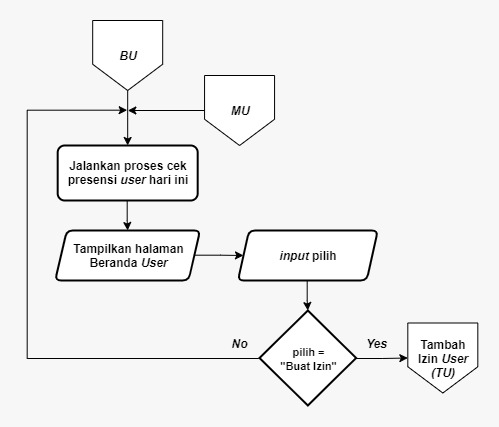 BU
MU
Jalankan proses cek
presensi user hari ini
Tampilkan halaman
Beranda User
input pilih
pilih =
"Buat Izin"
No
Yes
Tambah
Izin User
(TU)